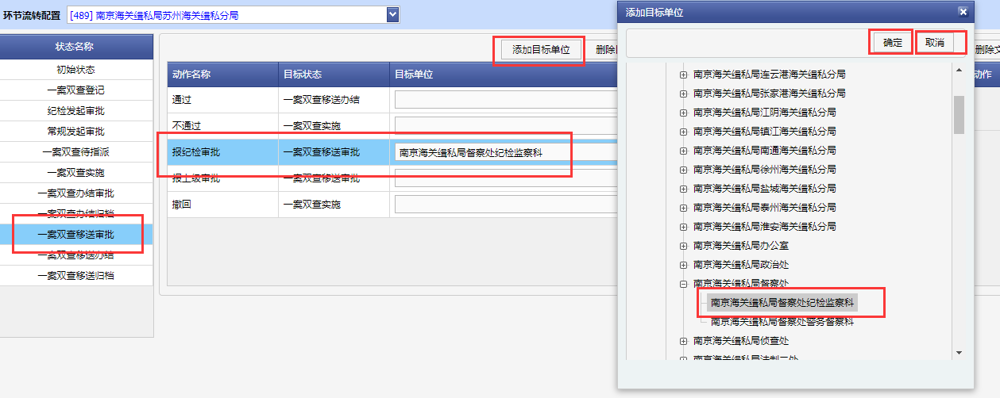 环节流转配置
[489] 南京海关缉私局苏州海关缉私分局
状态名称
初始状态
一案双查登记
纪检发起审批
常规发起审批
一案双查待指派
一案双查实施
一案双查办结审批
一案双查办结归档
一案双查移送审批
一案双查移送办结
一案双查移送归档
添加目标单位
删除
动作名称 目标状态 目标单位
通过 一案双查移送办结
不通过 一案双查实施
报纪检审批 一案双查移送审批 南京海关缉私局督察处纪检监察科
报上级审批 一案双查移送审批
撤回 一案双查实施
添加目标单位
确定 取消
南京海关缉私局连云港海关缉私分局
南京海关缉私局张家港海关缉私分局
南京海关缉私局江阴海关缉私分局
南京海关缉私局镇江海关缉私分局
南京海关缉私局南通海关缉私分局
南京海关缉私局徐州海关缉私分局
南京海关缉私局盐城海关缉私分局
南京海关缉私局泰州海关缉私分局
南京海关缉私局淮安海关缉私分局
南京海关缉私局办公室
南京海关缉私局政治处
南京海关缉私局督察处
南京海关缉私局督察处纪检监察科
南京海关缉私局督察处警务督察科
南京海关缉私局侦查处
南京海关缉私局法制二处
删除文
动作